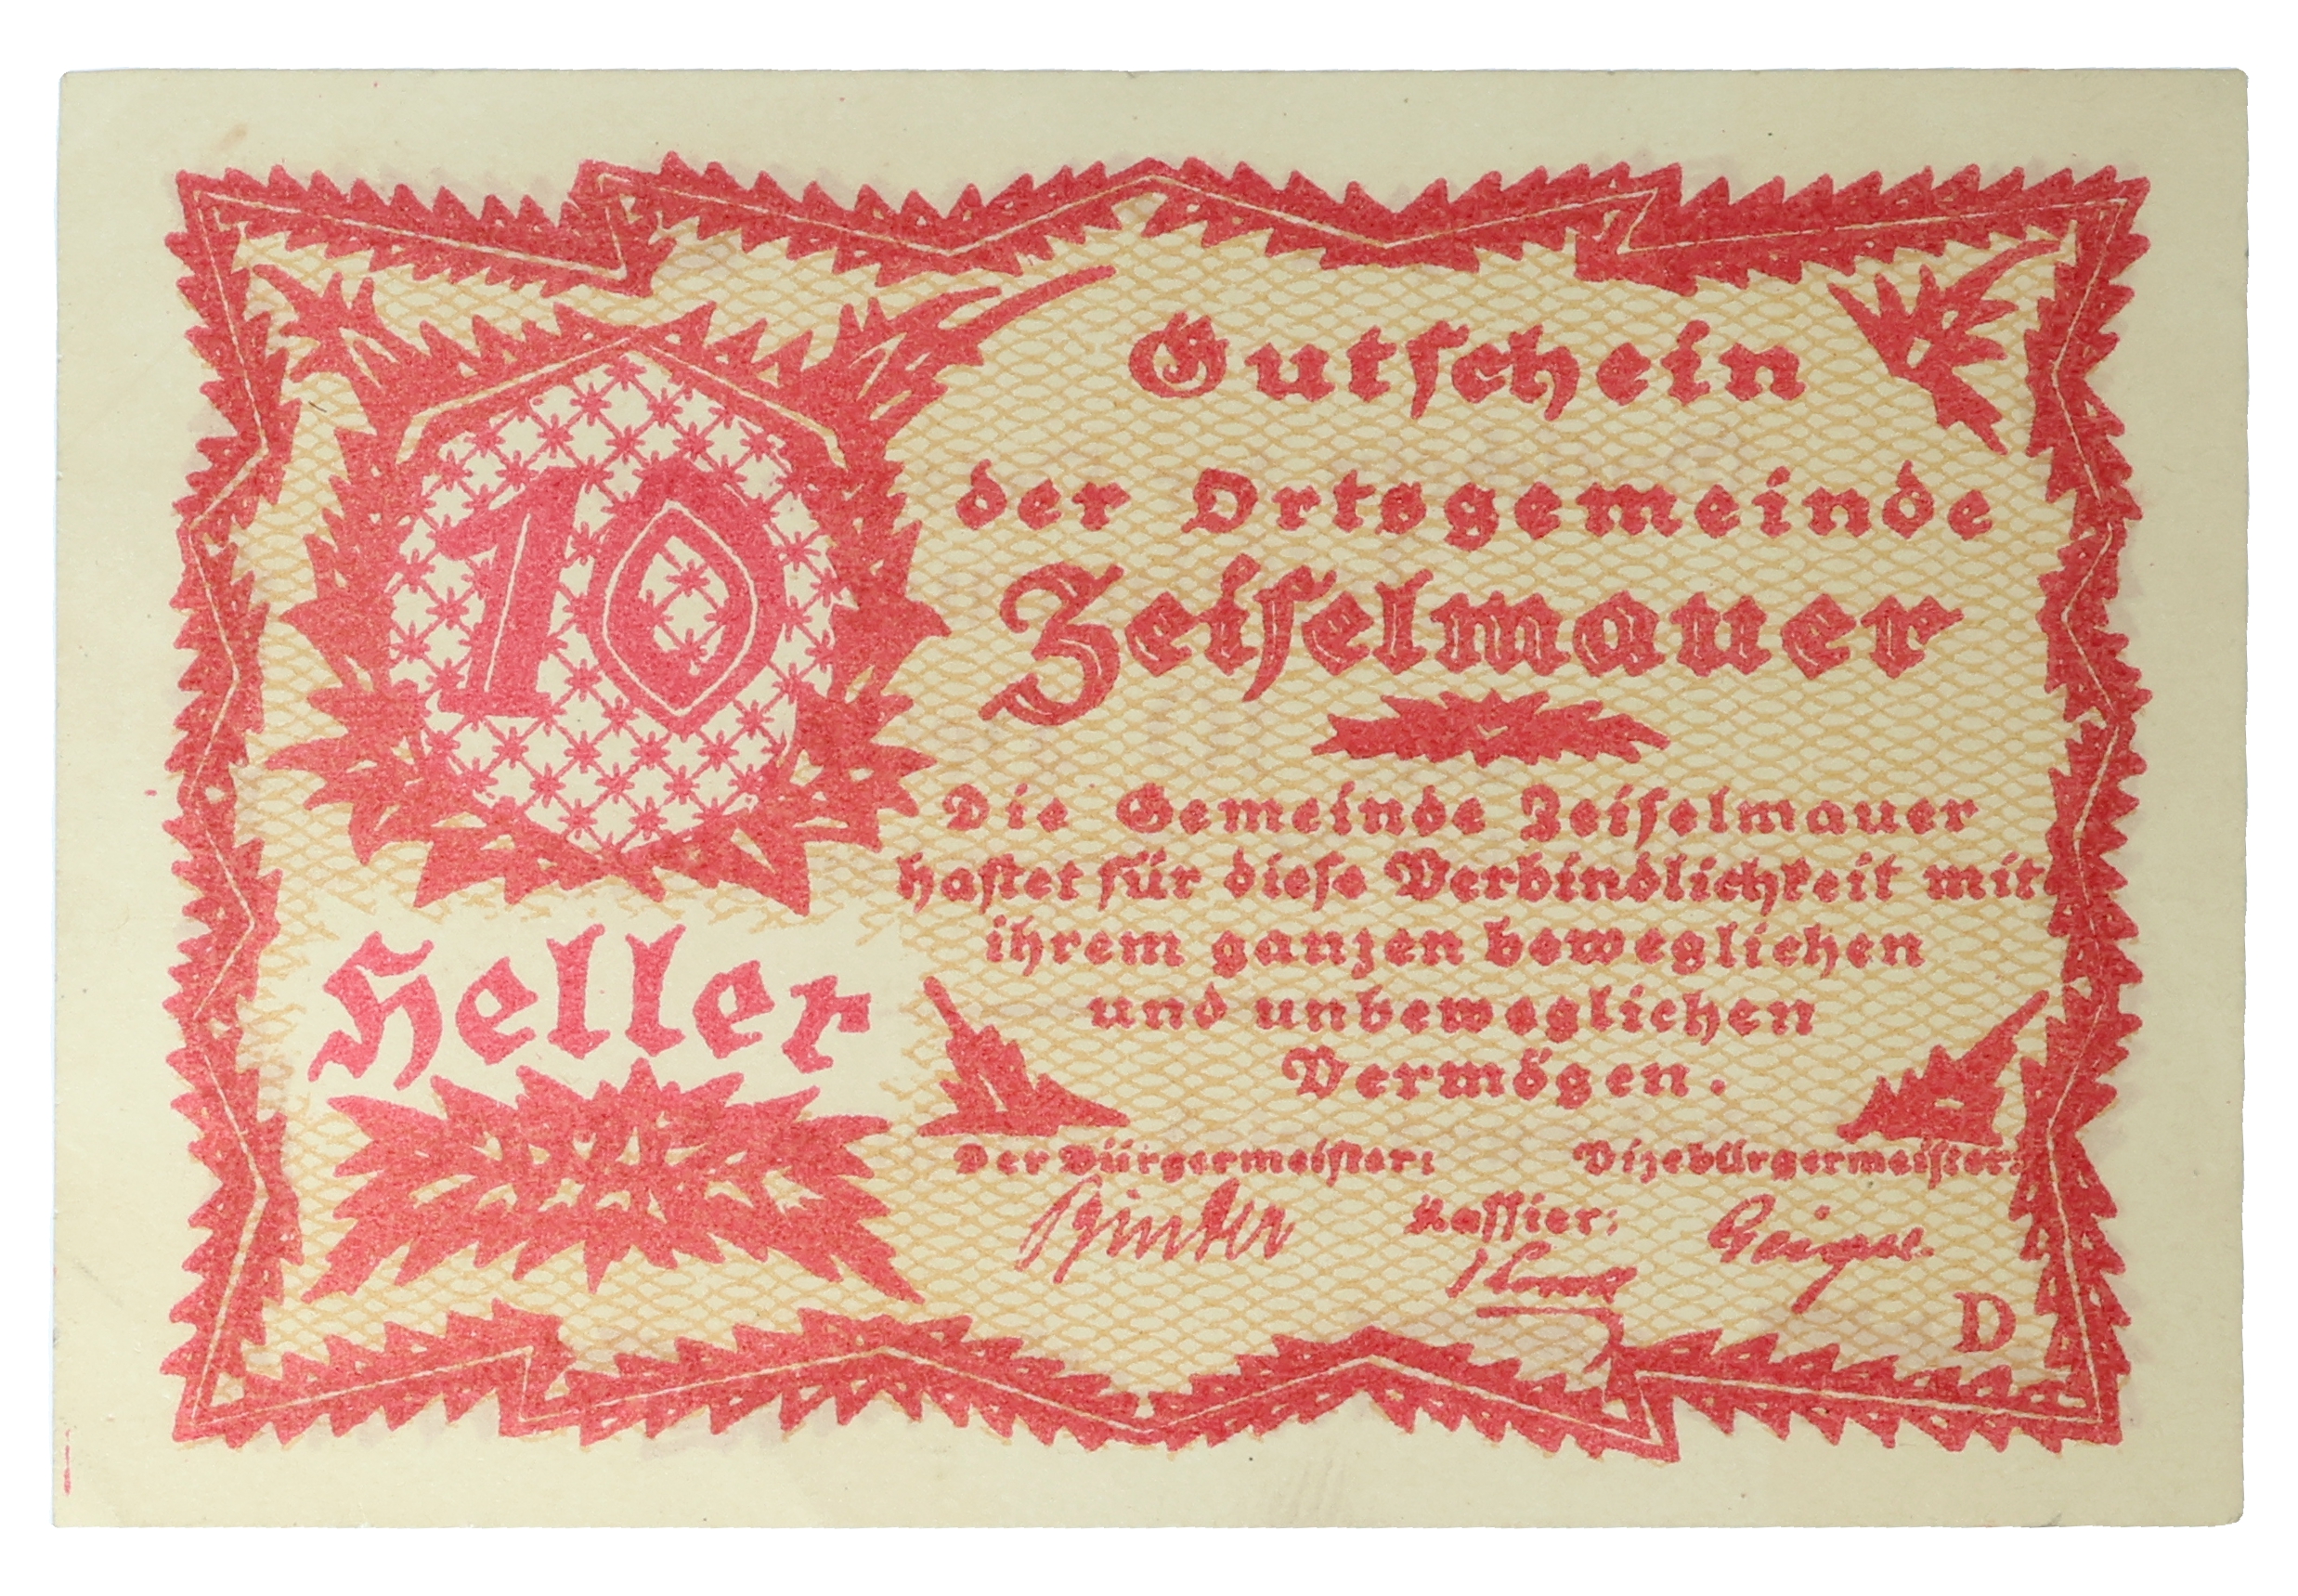 10
Heller
Gutschein
der Ortsgemeinde
Zeiselmauer
Die Gemeinde Zeiselmauer
haftet für diese Verbindlichkeit mit
ihrem ganzen beweglichen
und unbeweglichen
Vermögen.
Der Bürgermeister:
Vizebürgermeister:
Binder
Kassier:
D